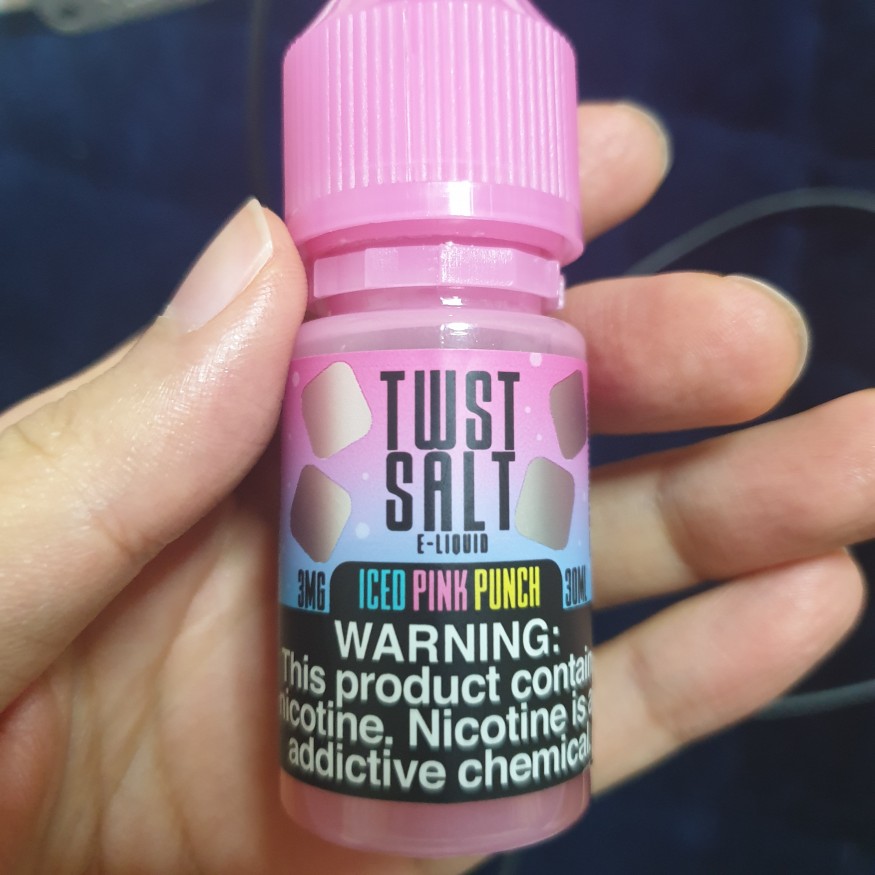 TWST
SALT
E-LIQUID
3MG ICED PINK PUNCH 30ML
WARNING:
This product contain
nicotine. Nicotine is a
addictive chemical.